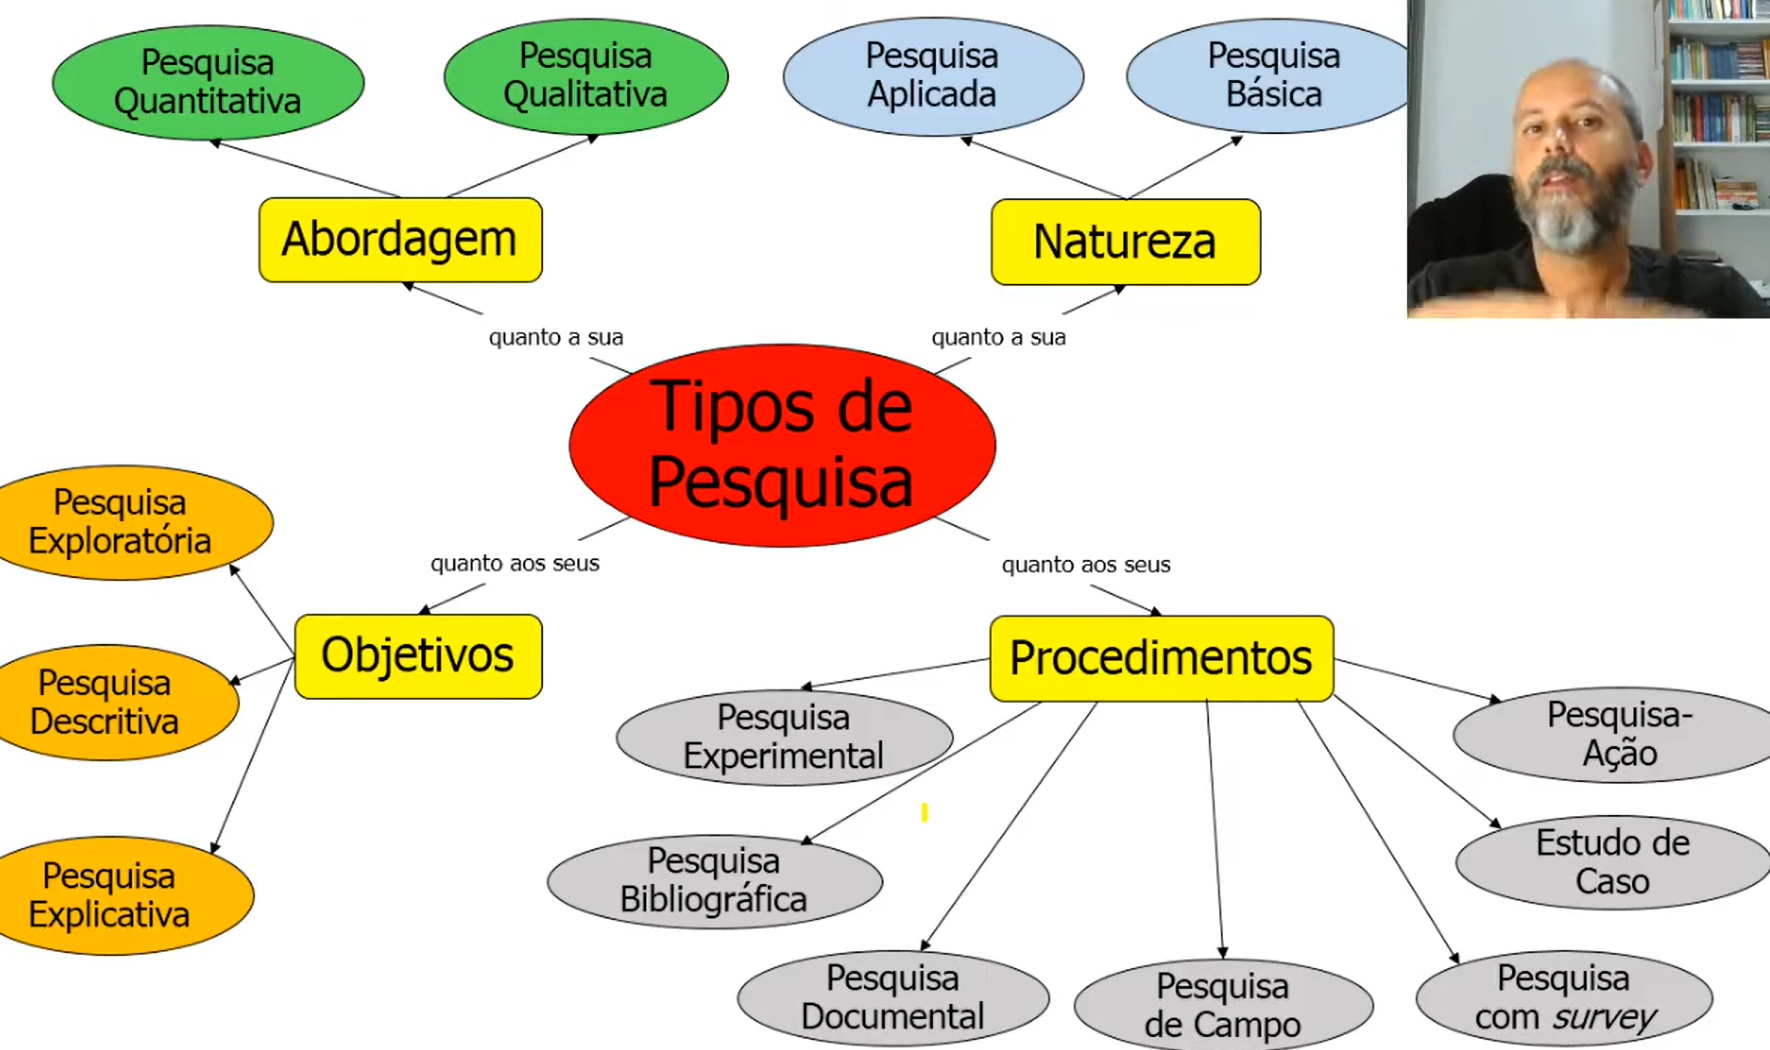 Pesquisa
Quantitativa
Pesquisa
Qualitativa
Pesquisa
Aplicada
Pesquisa
Básica
Abordagem
Natureza
quanto a sua
quanto a sua
Tipos de
Pesquisa
quanto aos seus
quanto aos seus
Objetivos
Pesquisa
Exploratória
Pesquisa
Descritiva
Pesquisa
Explicativa
Procedimentos
Pesquisa
Experimental
Pesquisa
Bibliográfica
Pesquisa
Documental
Pesquisa
de Campo
Pesquisa
com survey
Estudo de
Caso
Pesquisa-
Ação